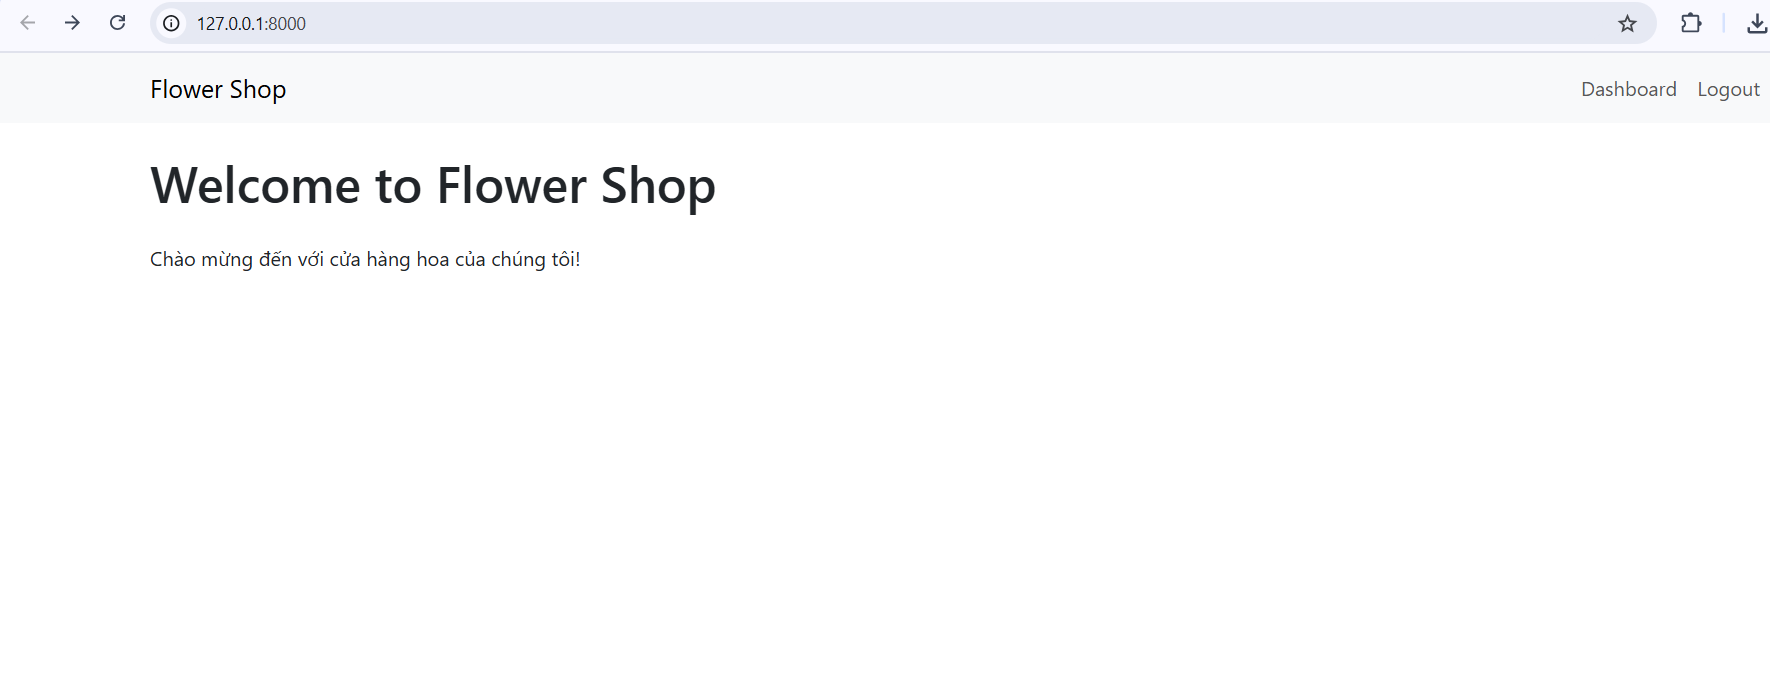 127.0.0.1:8000
Flower Shop
Dashboard
Logout
Welcome to Flower Shop
Chào mừng đến với cửa hàng hoa của chúng tôi!